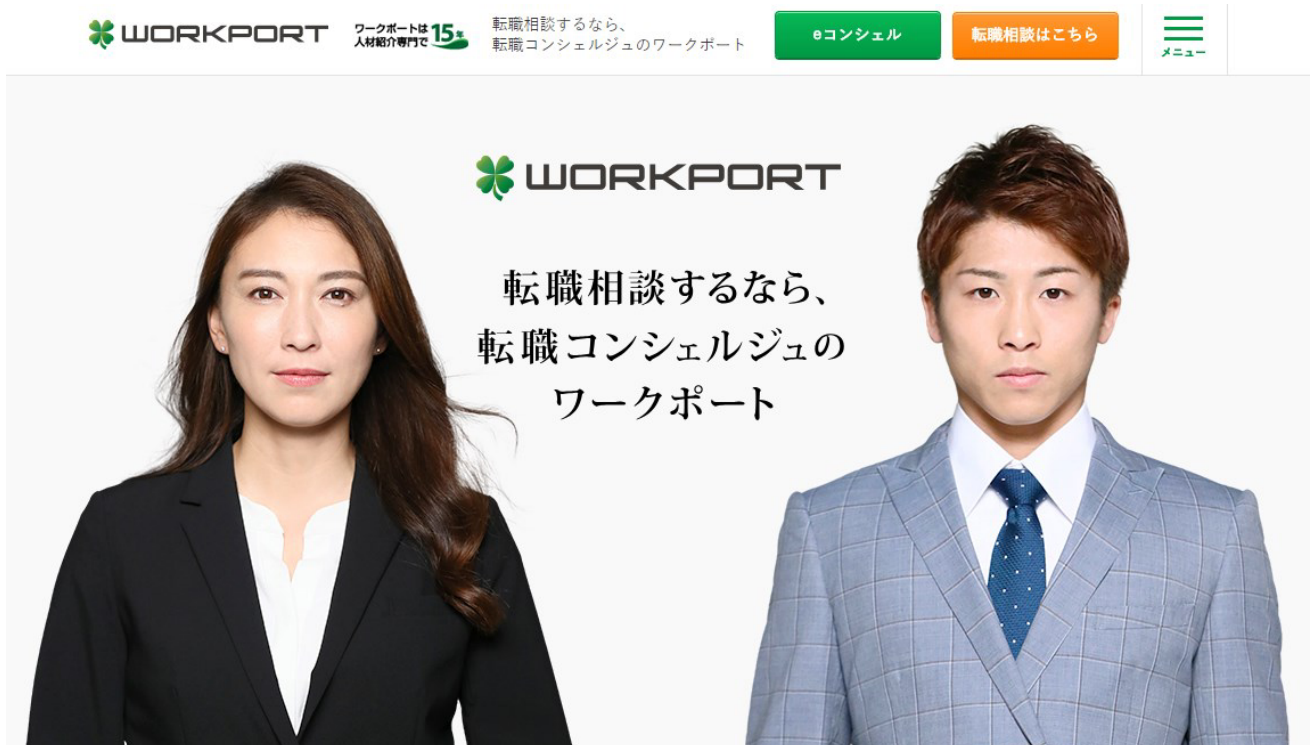 WORKPORT
ワークポートは
人材紹介専門で15年
転職相談するなら、
転職コンシェルジュのワークポート
eコンシェル
転職相談はこちら
メニュー
WORKPORT
転職相談するなら、
転職コンシェルジュの
ワークポート